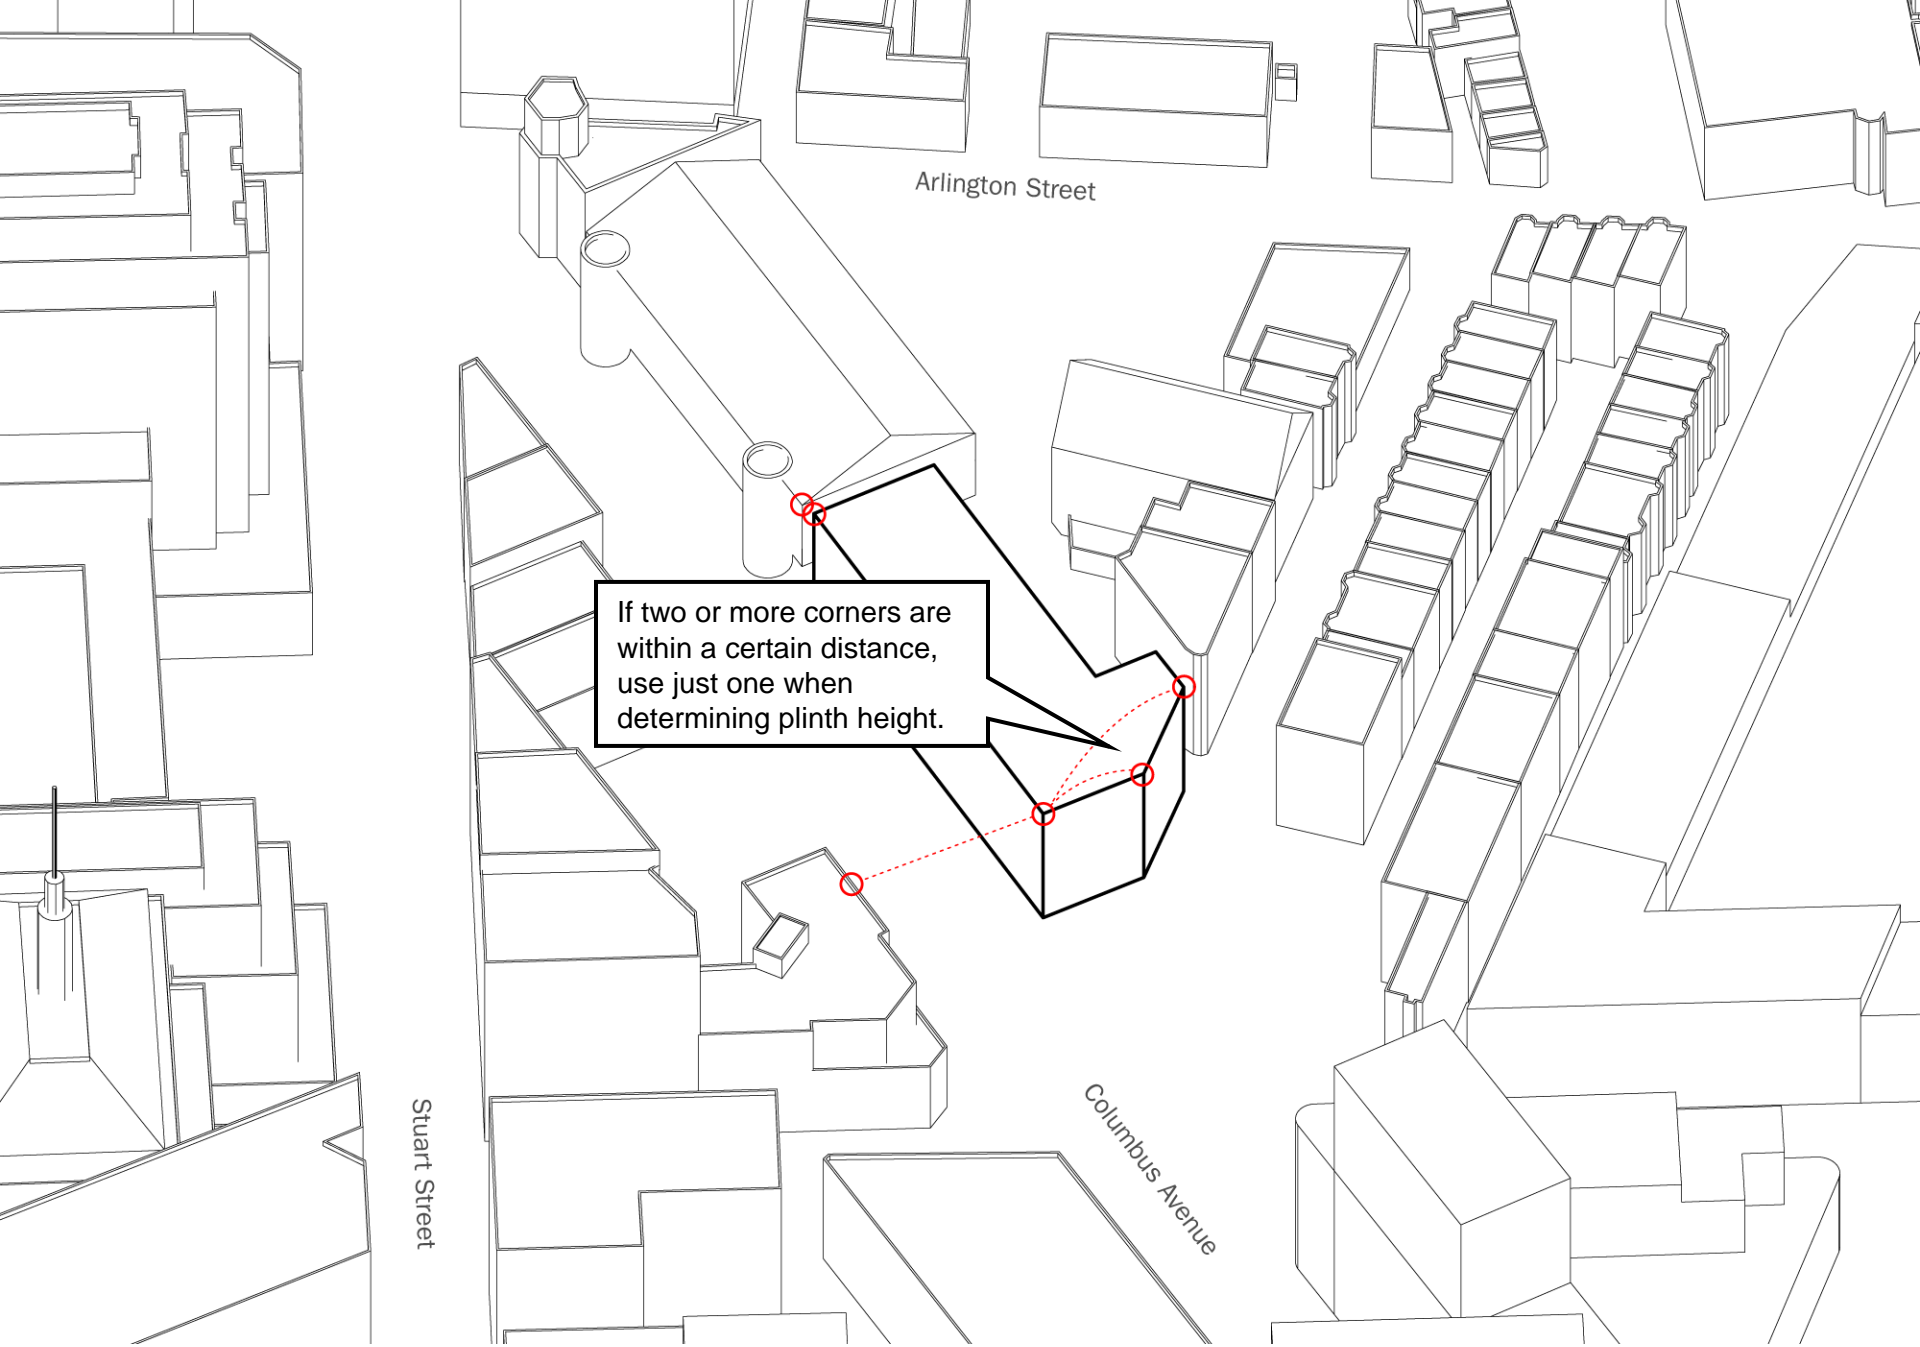 Arlington Street
If two or more corners are
within a certain distance,
use just one when
determining plinth height.
Stuart Street
Columbus Avenue